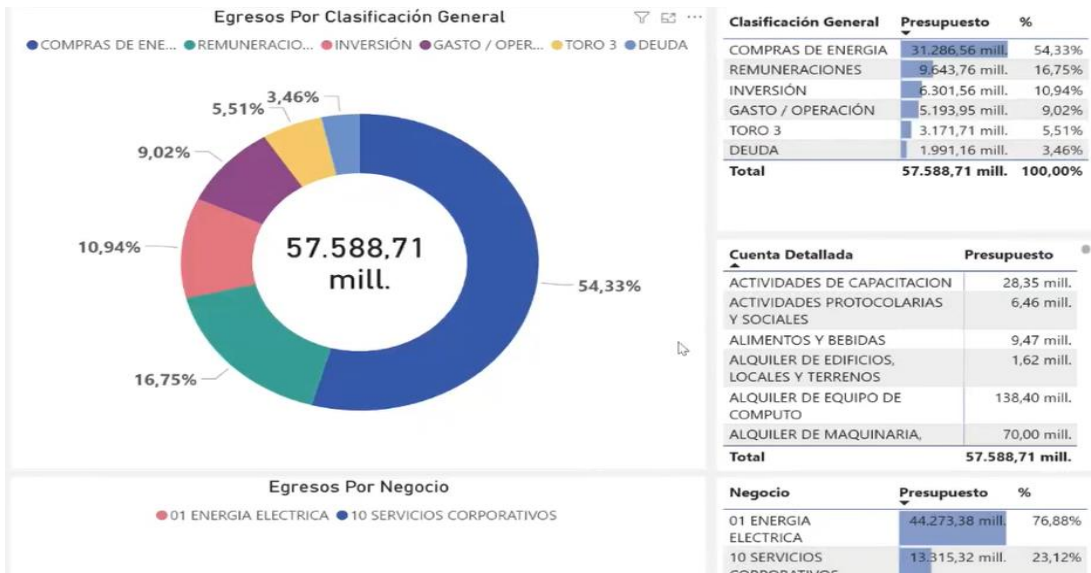 Egresos Por Clasificación General
COMPRAS DE ENE... REMUNERACIO... INVERSIÓN GASTO / OPER... TORO 3 DEUDA
3,46%
5,51%
9,02%
10,94%
57.588,71
mill.
54,33%
16,75%
Clasificación General Presupuesto %
COMPRAS DE ENERGIA 31.286,56 mill. 54,33%
REMUNERACIONES 9.643,76 mill. 16,75%
INVERSIÓN 6.301,56 mill. 10,94%
GASTO / OPERACIÓN 5.193,95 mill. 9,02%
TORO 3 3.171,71 mill. 5,51%
DEUDA 1.991,16 mill. 3,46%
Total 57.588,71 mill. 100,00%
Cuenta Detallada Presupuesto
ACTIVIDADES DE CAPACITACION 28,35 mill.
ACTIVIDADES PROTOCOLARIAS 6,46 mill.
Y SOCIALES
ALIMENTOS Y BEBIDAS 9,47 mill.
ALQUILER DE EDIFICIOS, 1,62 mill.
LOCALES Y TERRENOS
ALQUILER DE EQUIPO DE 138,40 mill.
COMPUTO
ALQUILER DE MAQUINARIA, 70,00 mill.
Total 57.588,71 mill.
Egresos Por Negocio
01 ENERGIA ELECTRICA 10 SERVICIOS CORPORATIVOS
Negocio Presupuesto %
01 ENERGIA 44.273,38 mill. 76,88%
ELECTRICA
10 SERVICIOS 13.315,32 mill. 23,12%
CORPORATIVOS